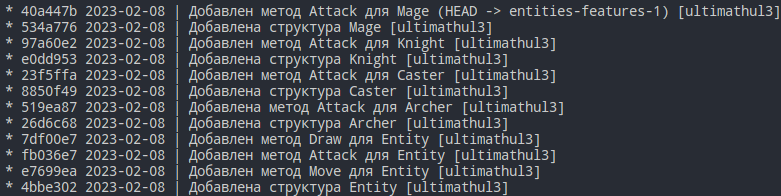 * 40a447b 2023-02-08 | Добавлен метод Attack для Mage (HEAD -> entities-features-1) [ultimathul3]
* 534a776 2023-02-08 | Добавлена структура Mage [ultimathul3]
* 97a60e2 2023-02-08 | Добавлен метод Attack для Knight [ultimathul3]
* e0dd953 2023-02-08 | Добавлена структура Knight [ultimathul3]
* 23f5ffa 2023-02-08 | Добавлен метод Attack для Caster [ultimathul3]
* 8850f49 2023-02-08 | Добавлена структура Caster [ultimathul3]
* 519ea87 2023-02-08 | Добавлена метод Attack для Archer [ultimathul3]
* 26d6c68 2023-02-08 | Добавлена структура Archer [ultimathul3]
* 7df00e7 2023-02-08 | Добавлен метод Draw для Entity [ultimathul3]
* fb036e7 2023-02-08 | Добавлен метод Attack для Entity [ultimathul3]
* e7699ea 2023-02-08 | Добавлен метод Move для Entity [ultimathul3]
* 4bbe302 2023-02-08 | Добавлена структура Entity [ultimathul3]